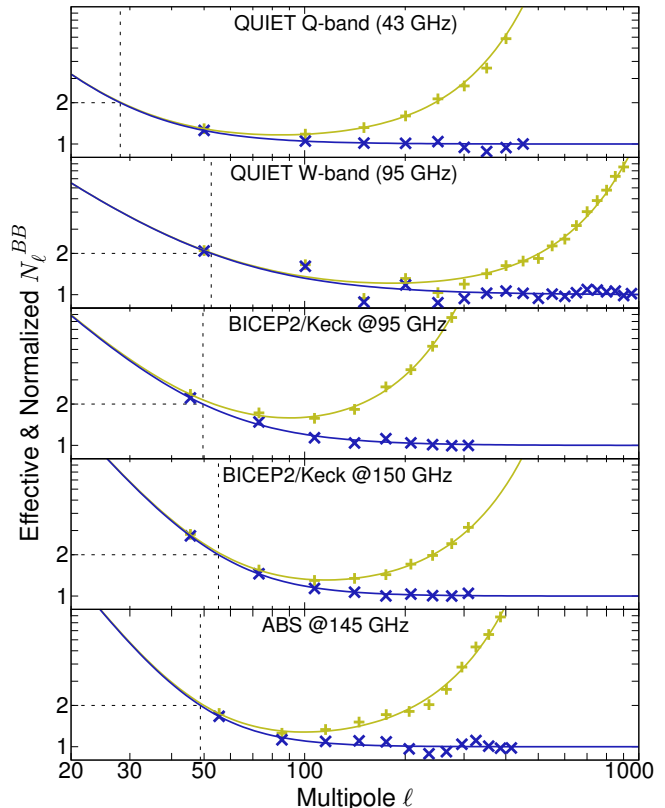 QUIET Q-band (43 GHz)
2
1
QUIET W-band (95 GHz)
2
1
BICEP2/Keck @95 GHz
2
1
BICEP2/Keck @150 GHz
2
1
ABS @145 GHz
2
1
20 30 50 100 200 1000
Multipole ℓ
Effective & Normalized N_ℓ^{BB}